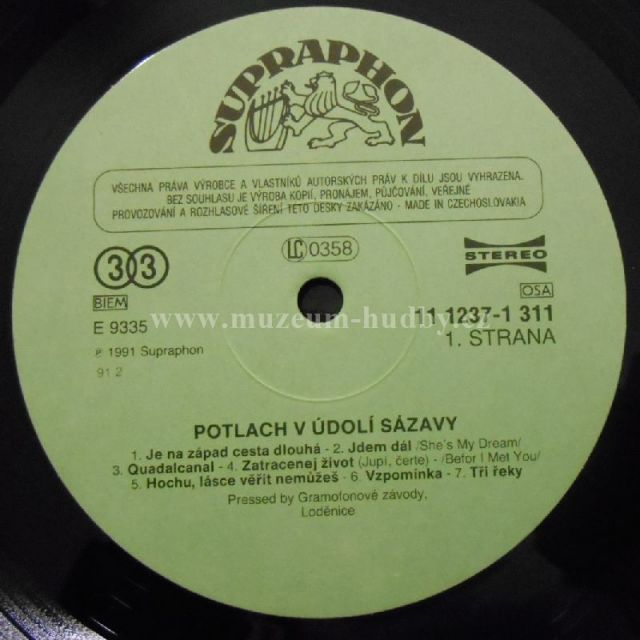 SUPRAPHON
VŠECHNA PRÁVA VÝROBCE A VLASTNÍKŮ AUTORSKÝCH PRÁV K DÍLU JSOU VYHRAZENA.
BEZ SOUHLASU JE VÝROBA KOPIÍ, PRONÁJEM, PŮJČOVÁNÍ, VEŘEJNÉ
PROVOZOVÁNÍ A ROZHLASOVÉ ŠÍŘENÍ TÉTO DESKY ZAKÁZÁNO - MADE IN CZECHOSLOVAKIA
33
LC 0358
STEREO
BIEM
OSA
E 9335
11 1237-1 311
www.muzeum-hudby.cz
1. STRANA
℗ 1991 Supraphon
91 2
POTLACH V ÚDOLÍ SÁZAVY
1. Je na západ cesta dlouhá - 2. Jdem dál /She's My Dream/
3. Quadalcanal - 4. Zatracenej život (Jupí, čerte) - /Befor I Met You/
5. Hochu, lásce věřit nemůžeš - 6. Vzpomínka - 7. Tři řeky
Pressed by Gramofonové závody,
Loděnice